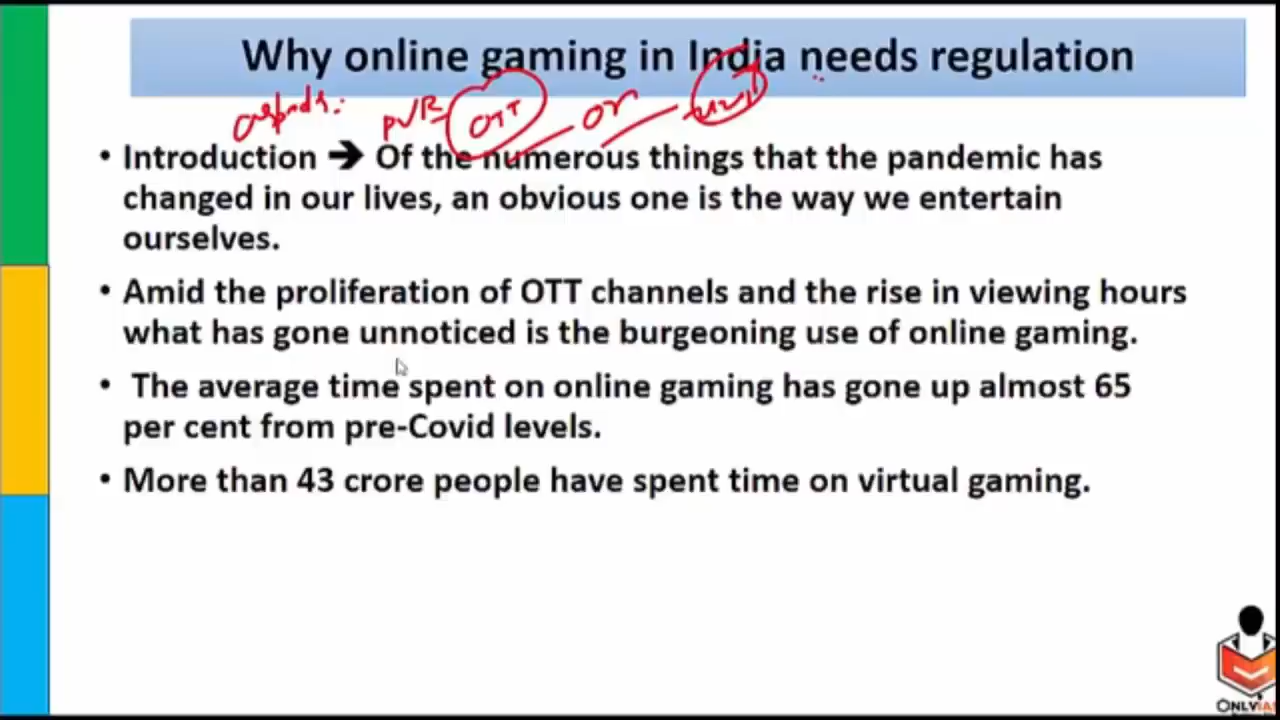 Why online gaming in India needs regulation
PVR OTT or
• Introduction ➔ Of the numerous things that the pandemic has
changed in our lives, an obvious one is the way we entertain
ourselves.
• Amid the proliferation of OTT channels and the rise in viewing hours
what has gone unnoticed is the burgeoning use of online gaming.
• The average time spent on online gaming has gone up almost 65
per cent from pre-Covid levels.
• More than 43 crore people have spent time on virtual gaming.